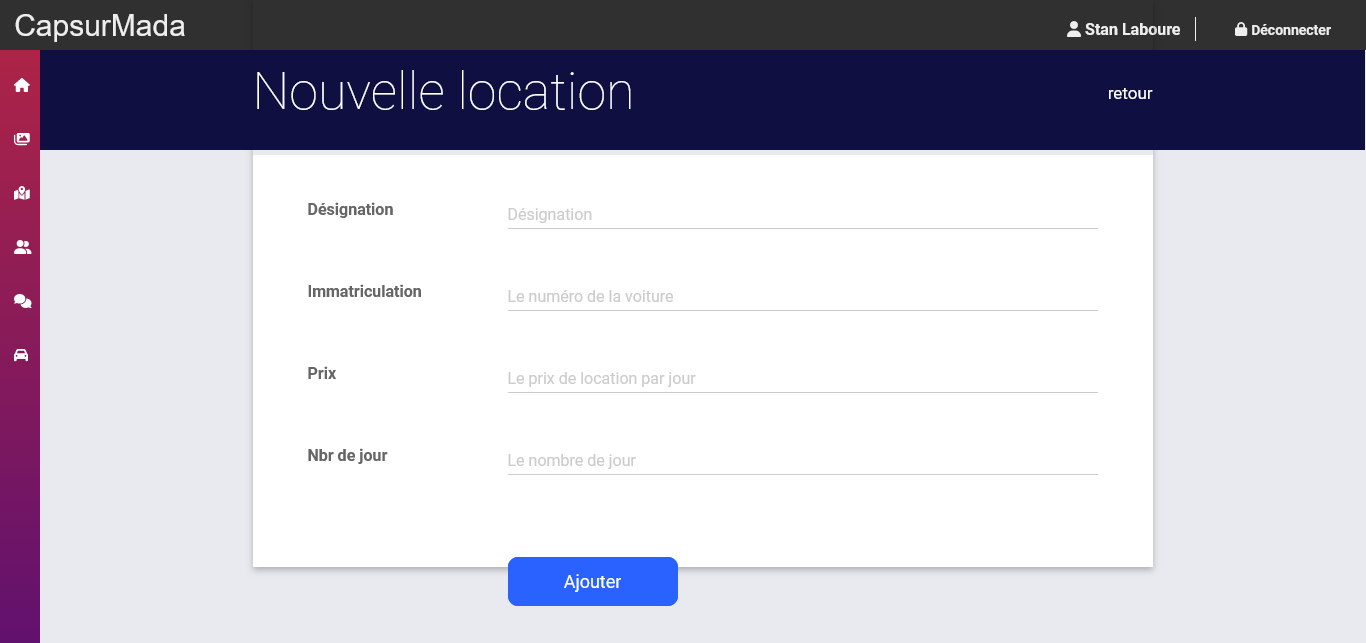 CapsurMada
Stan Laboure
Déconnecter
Nouvelle location
retour
Désignation
Désignation
Immatriculation
Le numéro de la voiture
Prix
Le prix de location par jour
Nbr de jour
Le nombre de jour
Ajouter